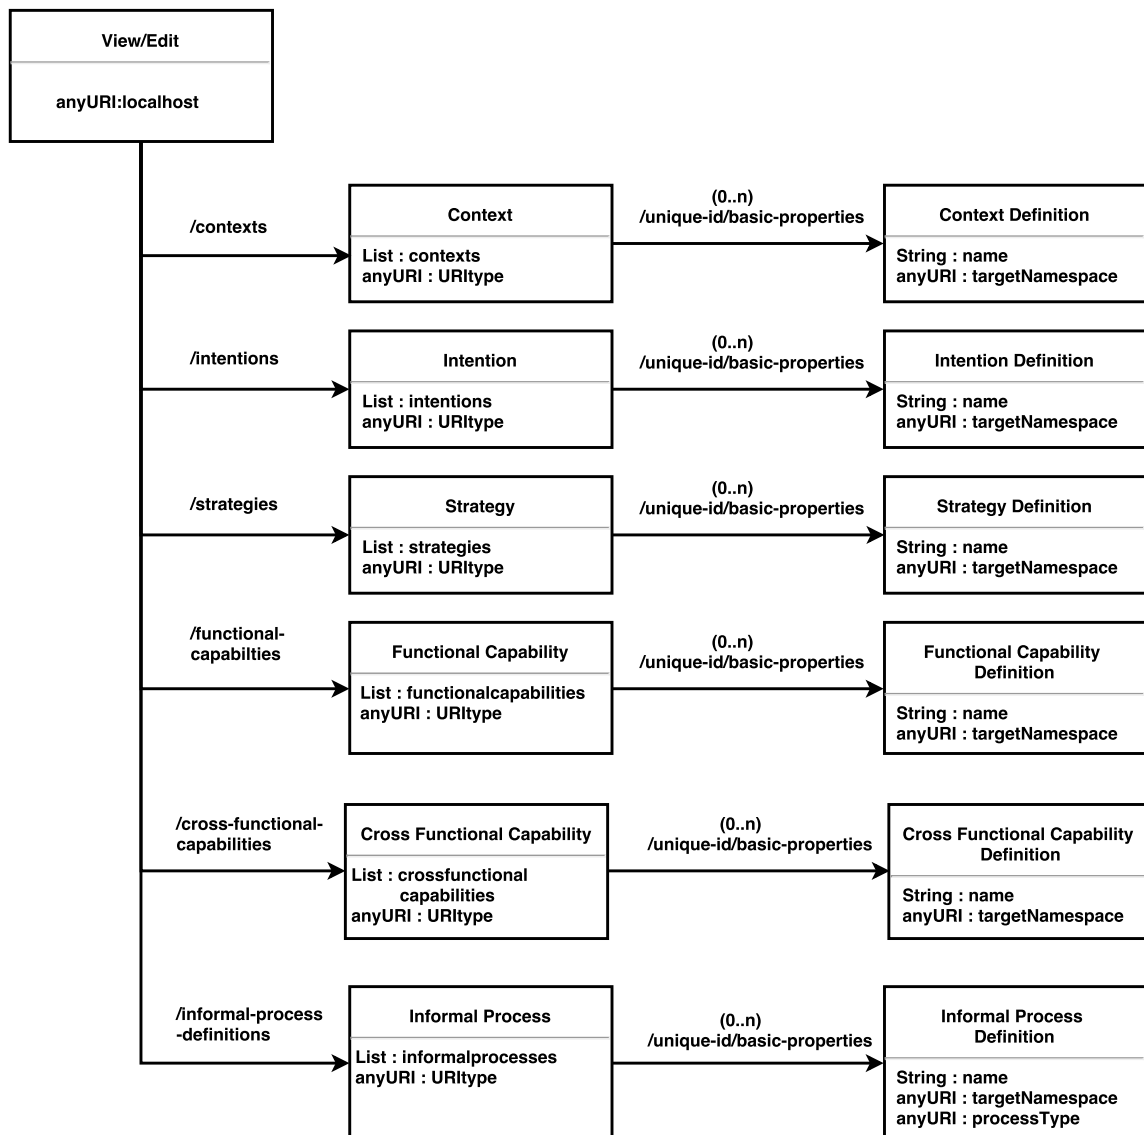 View/Edit
anyURI:localhost
/contexts
Context
List : contexts
anyURI : URItype
(0..n)
/unique-id/basic-properties
Context Definition
String : name
anyURI : targetNamespace
/intentions
Intention
List : intentions
anyURI : URItype
(0..n)
/unique-id/basic-properties
Intention Definition
String : name
anyURI : targetNamespace
/strategies
Strategy
List : strategies
anyURI : URItype
(0..n)
/unique-id/basic-properties
Strategy Definition
String : name
anyURI : targetNamespace
/functional-
capabilties
Functional Capability
List : functionalcapabilities
anyURI : URItype
(0..n)
/unique-id/basic-properties
Functional Capability
Definition
String : name
anyURI : targetNamespace
/cross-functional-
capabilities
Cross Functional Capability
List : crossfunctional
capabilities
anyURI : URItype
(0..n)
/unique-id/basic-properties
Cross Functional Capability
Definition
String : name
anyURI : targetNamespace
/informal-process
-definitions
Informal Process
List : informalprocesses
anyURI : URItype
(0..n)
/unique-id/basic-properties
Informal Process
Definition
String : name
anyURI : targetNamespace
anyURI : processType